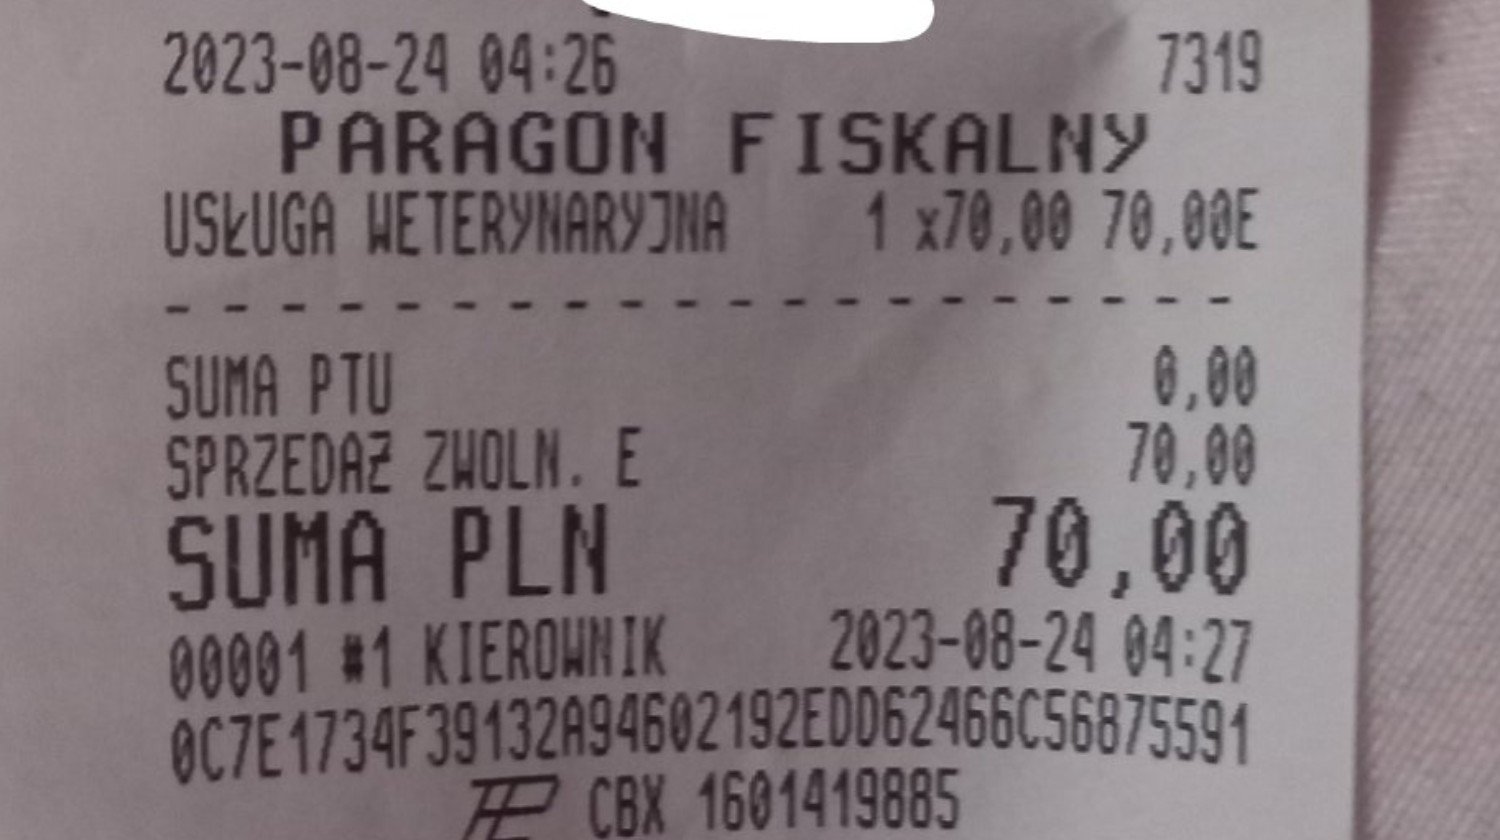 2023-08-24 04:26 7319
PARAGON FISKALNY
USŁUGA WETERYNARYJNA 1 x70,00 70,00E
- - - - - - - - - - - - - - - - - - -
SUMA PTU 0,00
SPRZEDAŻ ZWOLN. E 70,00
SUMA PLN 70,00
00001 #1 KIEROWNIK 2023-08-24 04:27
0C7E1734F39132A94602192EDD62466C56875591
CBX 1601419885